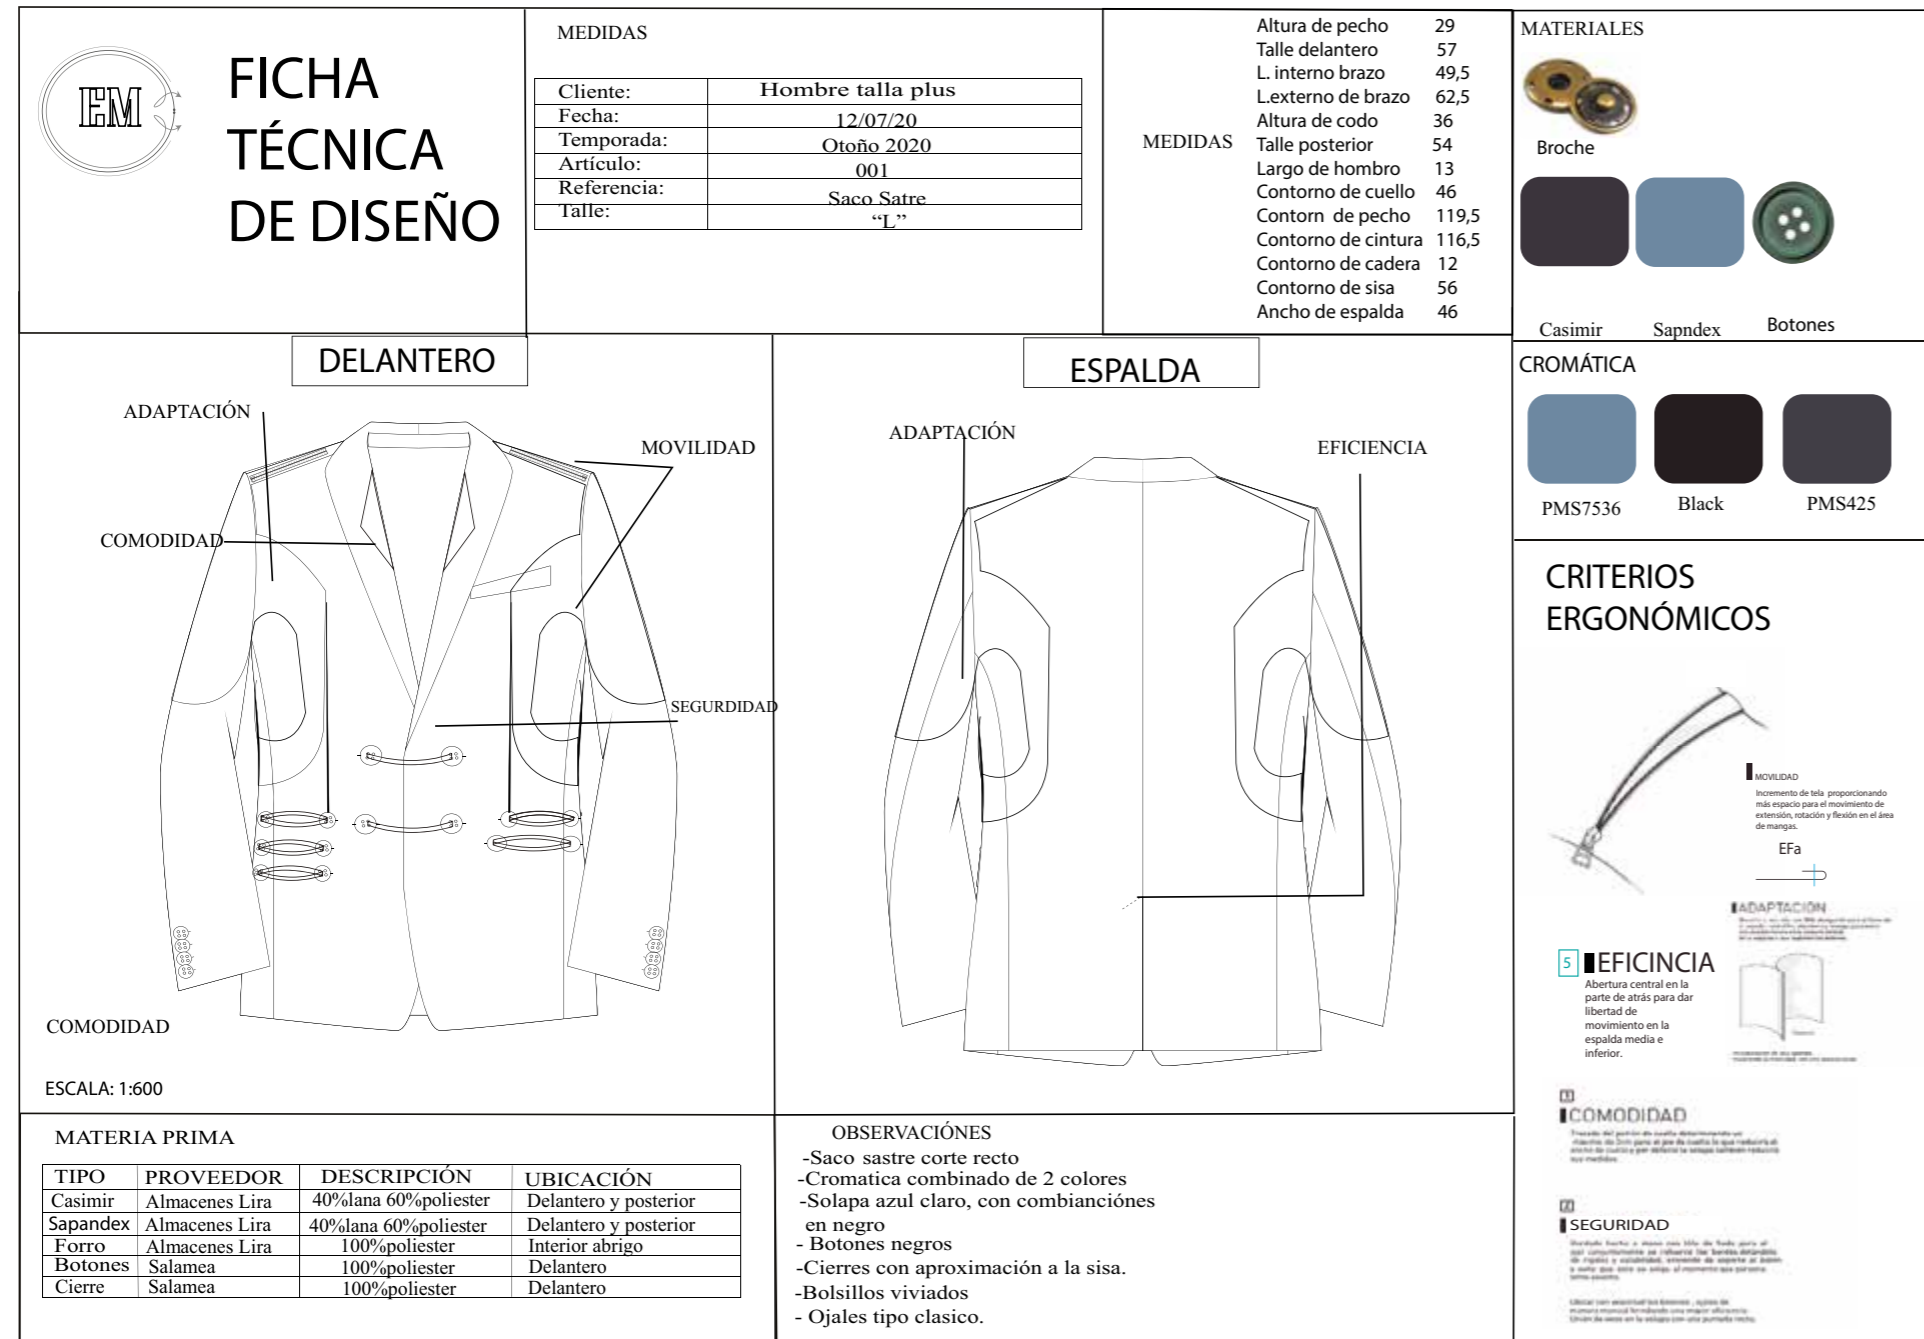 EM
FICHA
TÉCNICA
DE DISEÑO
MEDIDAS
Cliente: Hombre talla plus
Fecha: 12/07/20
Temporada: Otoño 2020
Artículo: 001
Referencia: Saco Satre
Talle: “L”
MEDIDAS
Altura de pecho 29
Talle delantero 57
L. interno brazo 49,5
L.externo de brazo 62,5
Altura de codo 36
Talle posterior 54
Largo de hombro 13
Contorno de cuello 46
Contorn de pecho 119,5
Contorno de cintura 116,5
Contorno de cadera 12
Contorno de sisa 56
Ancho de espalda 46
MATERIALES
Broche
Casimir Sapndex Botones
CROMÁTICA
PMS7536 Black PMS425
DELANTERO
ADAPTACIÓN
MOVILIDAD
COMODIDAD
SEGURDIDAD
COMODIDAD
ESCALA: 1:600
ESPALDA
ADAPTACIÓN
EFICIENCIA
CRITERIOS
ERGONÓMICOS
MOVILIDAD
Incremento de tela proporcionando
más espacio para el movimiento de
extensión, rotación y flexión en el área
de mangas.
EFa
ADAPTACIÓN
5 EFICINCIA
Abertura central en la
parte de atrás para dar
libertad de
movimiento en la
espalda media e
inferior.
COMODIDAD
SEGURIDAD
MATERIA PRIMA
TIPO PROVEEDOR DESCRIPCIÓN UBICACIÓN
Casimir Almacenes Lira 40%lana 60%poliester Delantero y posterior
Sapandex Almacenes Lira 40%lana 60%poliester Delantero y posterior
Forro Almacenes Lira 100%poliester Interior abrigo
Botones Salamea 100%poliester Delantero
Cierre Salamea 100%poliester Delantero
OBSERVACIÓNES
-Saco sastre corte recto
-Cromatica combinado de 2 colores
-Solapa azul claro, con combianciónes
en negro
- Botones negros
-Cierres con aproximación a la sisa.
-Bolsillos viviados
- Ojales tipo clasico.